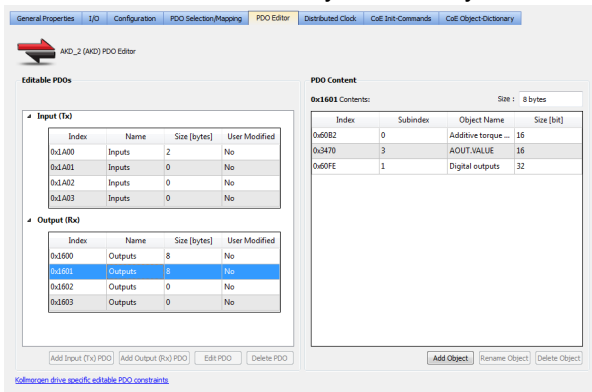 General Properties I/O Configuration PDO Selection/Mapping PDO Editor Distributed Clock CoE Init-Commands CoE Object-Dictionary
AKD_2 (AKD) PDO Editor
Editable PDOs
Input (Tx)
Index Name Size [bytes] User Modified
0x1A00 Inputs 2 No
0x1A01 Inputs 0 No
0x1A02 Inputs 0 No
0x1A03 Inputs 0 No
Output (Rx)
Index Name Size [bytes] User Modified
0x1600 Outputs 8 No
0x1601 Outputs 8 No
0x1602 Outputs 0 No
0x1603 Outputs 0 No
Add Input (Tx) PDO Add Output (Rx) PDO Edit PDO Delete PDO
PDO Content
0x1601 Contents: Size : 8 bytes
Index Subindex Object Name Size [bit]
0x60B2 0 Additive torque ... 16
0x3470 3 AOUT.VALUE 16
0x60FE 1 Digital outputs 32
Add Object Rename Object Delete Object
Kollmorgen drive specific editable PDO constraints